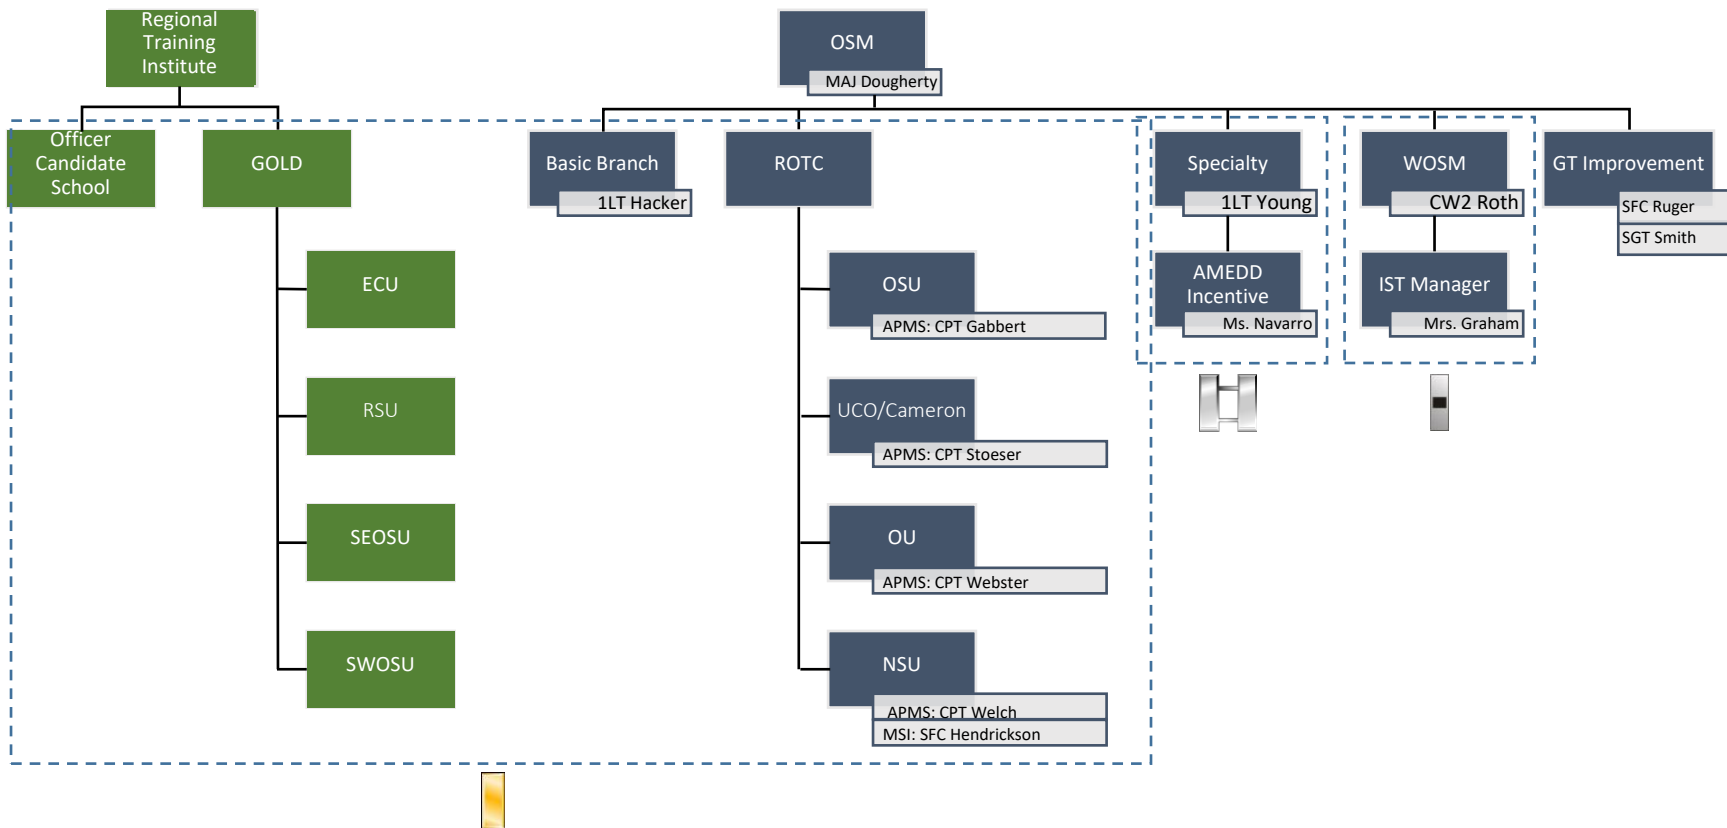 Regional
Training
Institute
OSM
MAJ Dougherty
Officer
Candidate
School
GOLD
Basic Branch
1LT Hacker
ROTC
Specialty
1LT Young
WOSM
CW2 Roth
GT Improvement
SFC Ruger
SGT Smith
ECU
OSU
APMS: CPT Gabbert
AMEDD
Incentive
Ms. Navarro
IST Manager
Mrs. Graham
RSU
UCO/Cameron
APMS: CPT Stoeser
SEOSU
OU
APMS: CPT Webster
SWOSU
NSU
APMS: CPT Welch
MSI: SFC Hendrickson